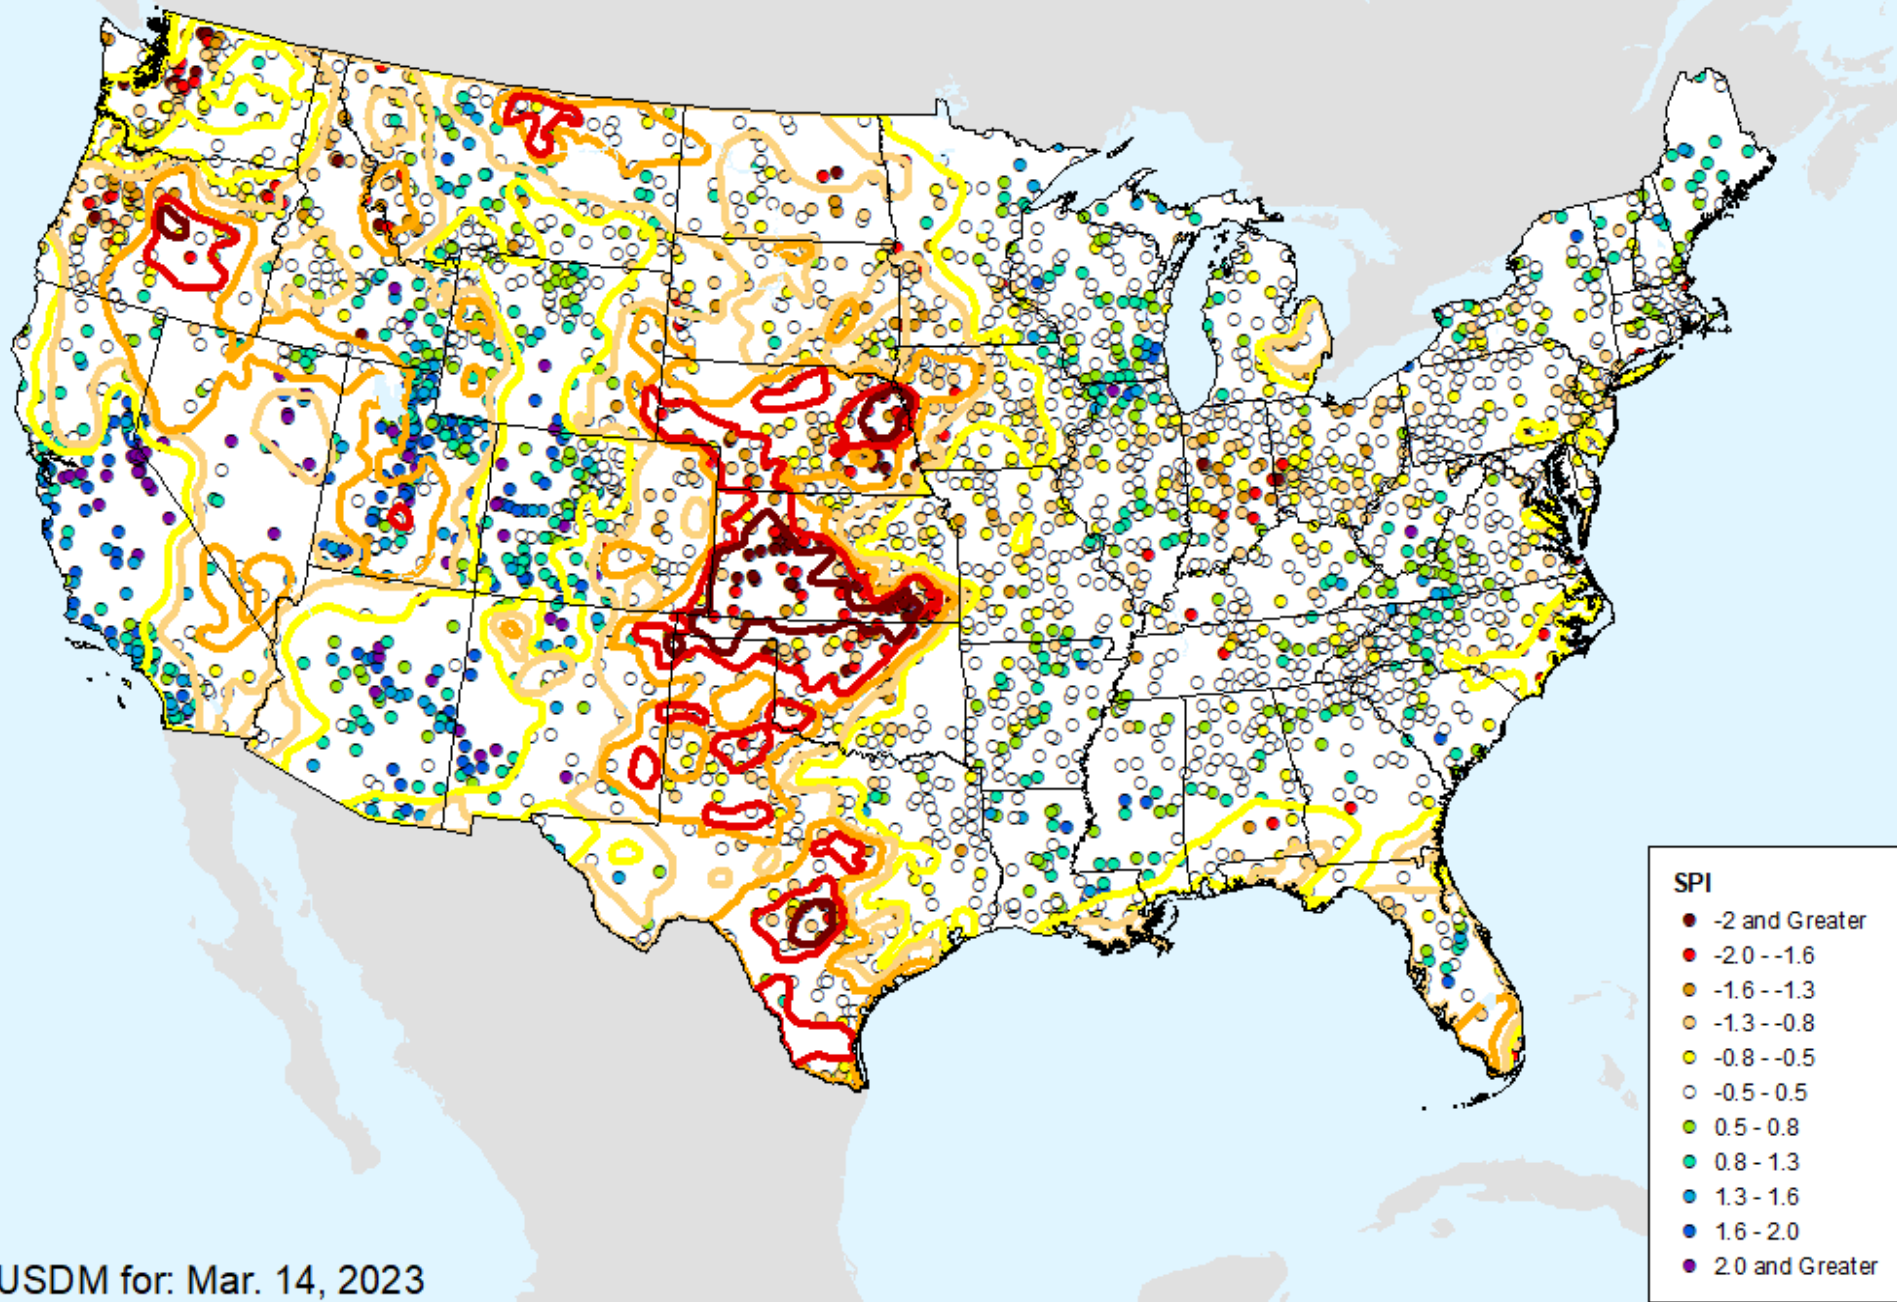 SPI
-2 and Greater
-2.0 - -1.6
-1.6 - -1.3
-1.3 - -0.8
-0.8 - -0.5
-0.5 - 0.5
0.5 - 0.8
0.8 - 1.3
1.3 - 1.6
1.6 - 2.0
2.0 and Greater
USDM for: Mar. 14, 2023